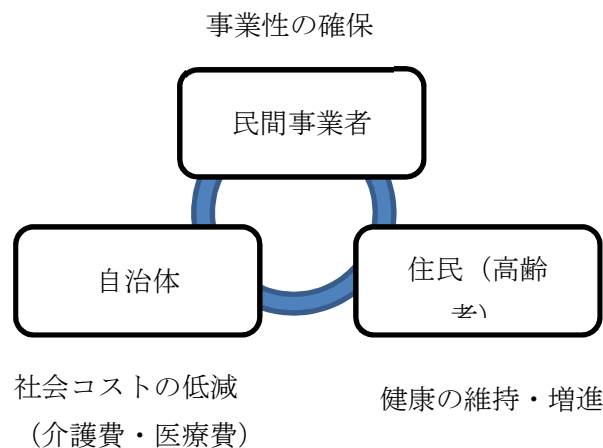 事業性の確保
民間事業者
自治体
住民（高齢
者）
社会コストの低減
（介護費・医療費）
健康の維持・増進